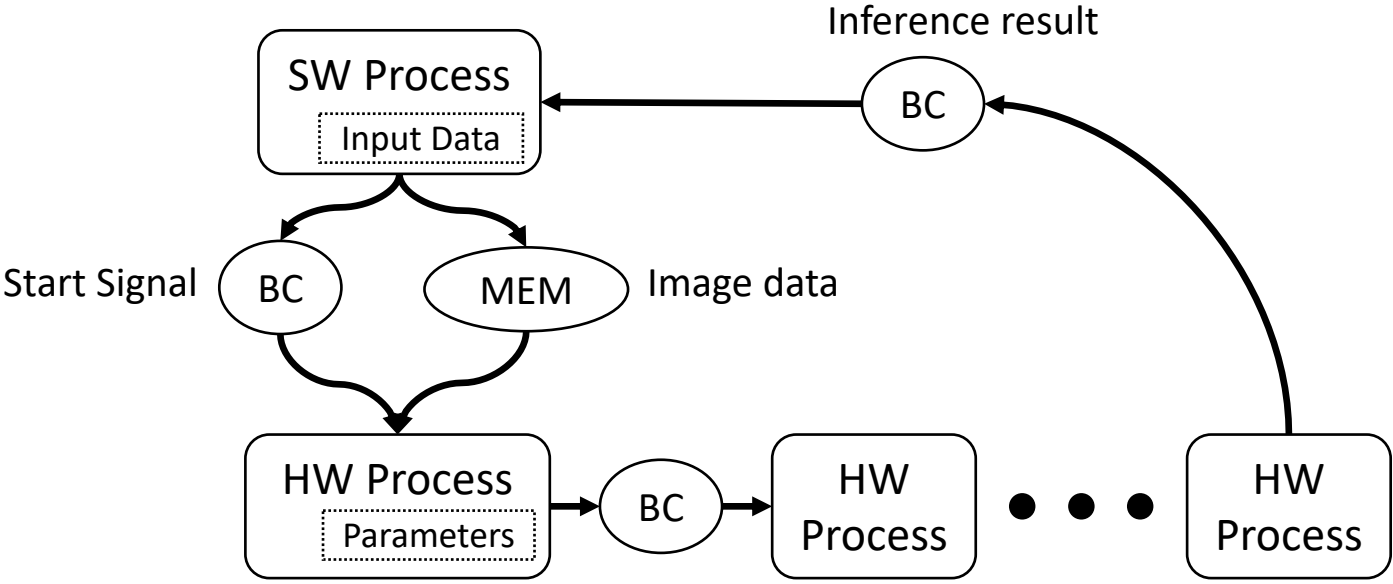 Inference result
SW Process
Input Data
BC
Start Signal
BC
MEM
Image data
HW Process
Parameters
BC
HW
Process
HW
Process